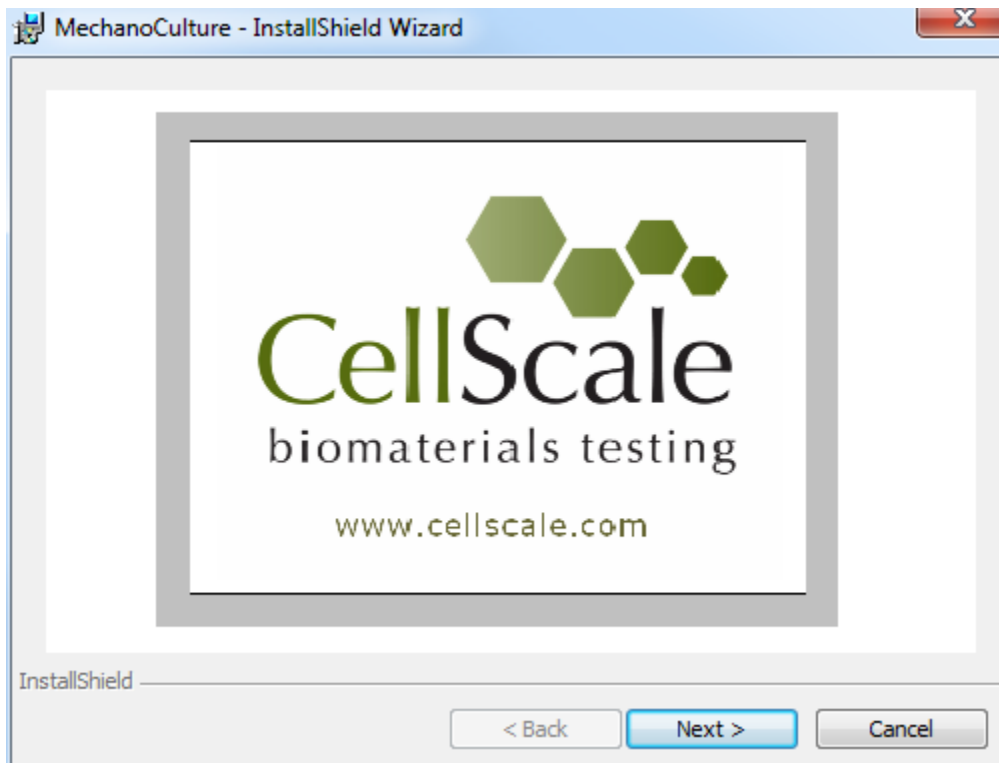 MechanoCulture - InstallShield Wizard
CellScale
biomaterials testing
www.cellscale.com
InstallShield
< Back Next > Cancel